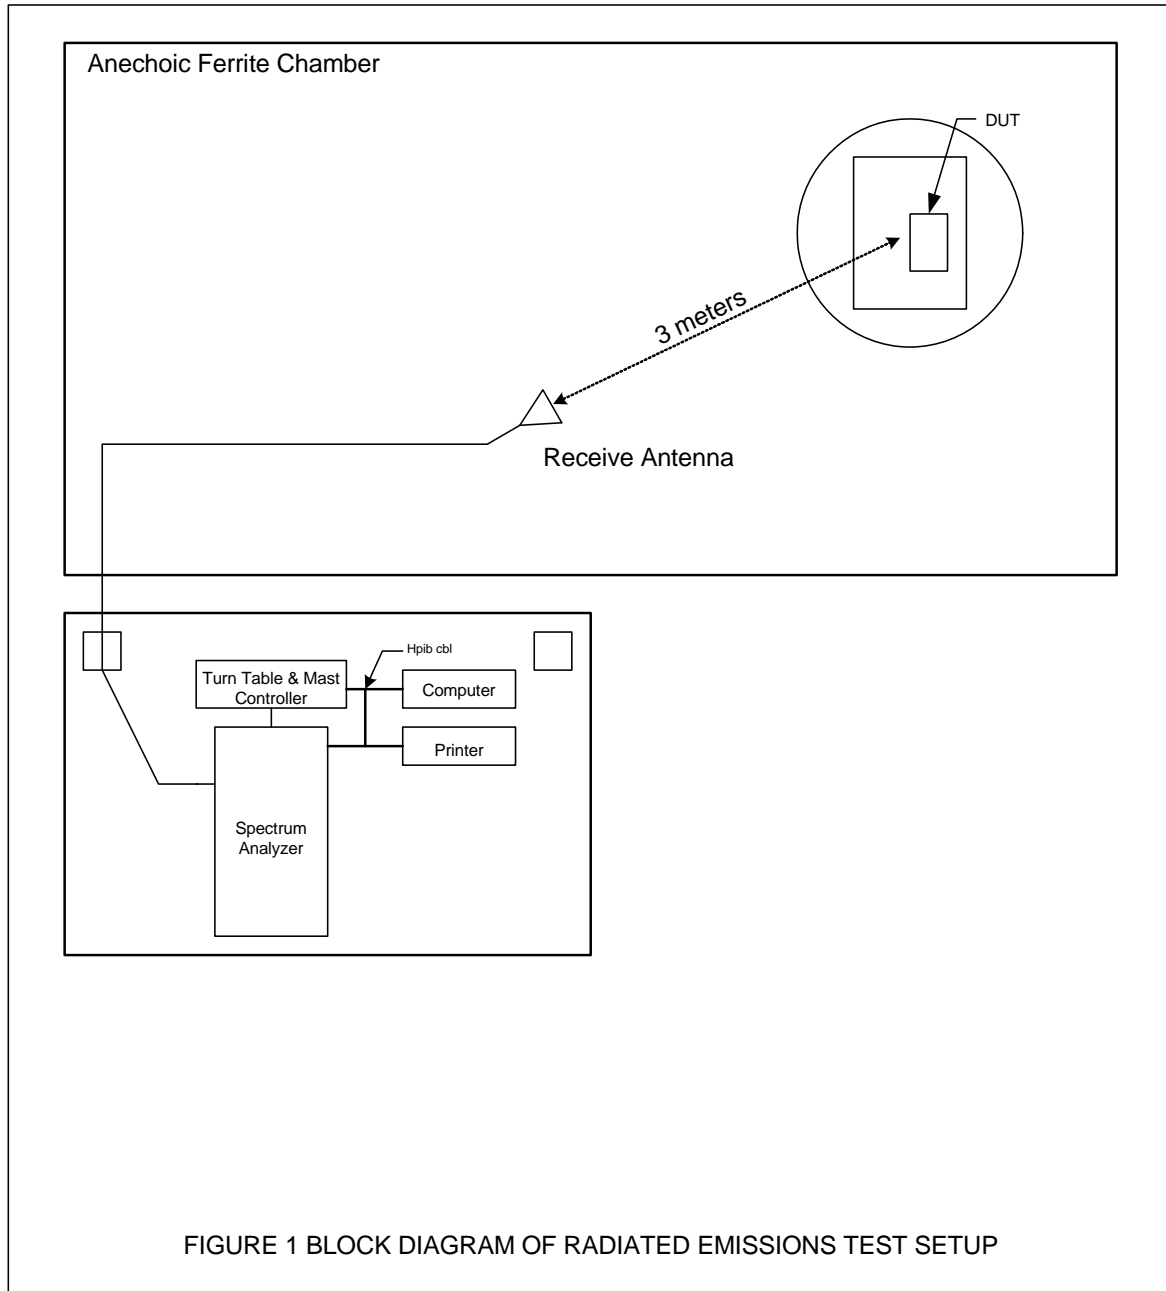 Anechoic Ferrite Chamber
DUT
3 meters
Receive Antenna
Hpib cbl
Turn Table & Mast
Controller
Computer
Printer
Spectrum
Analyzer
FIGURE 1 BLOCK DIAGRAM OF RADIATED EMISSIONS TEST SETUP